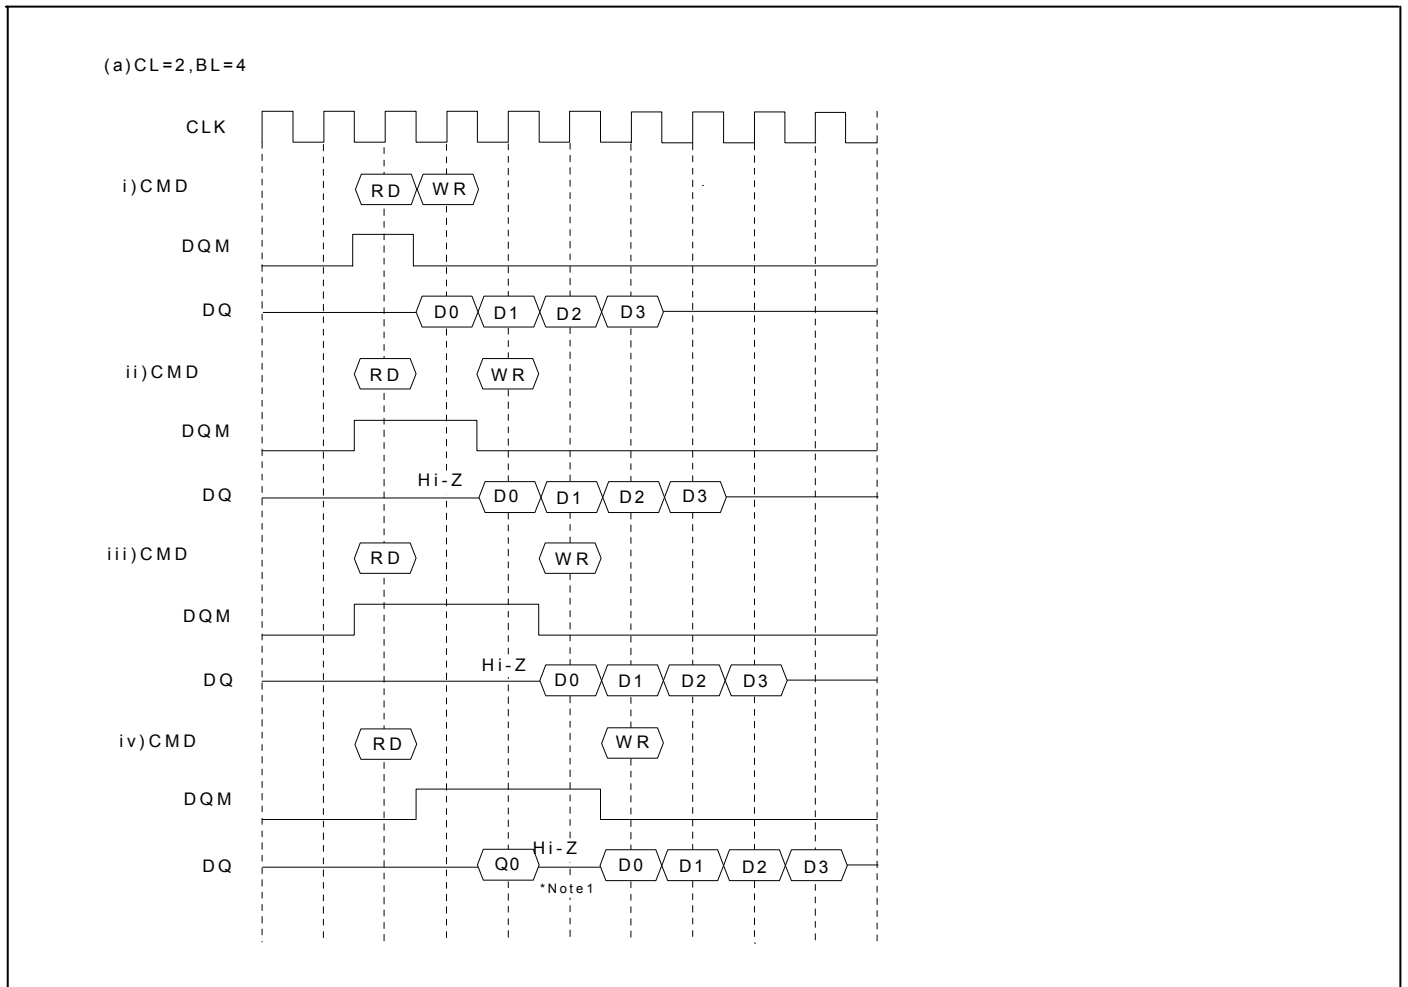 (a)CL=2,BL=4
CLK
i)CMD RD WR
DQM
DQ D0 D1 D2 D3
ii)CMD RD WR
DQM
Hi-Z
DQ D0 D1 D2 D3
iii)CMD RD WR
DQM
Hi-Z
DQ D0 D1 D2 D3
iv)CMD RD WR
DQM
Hi-Z
DQ Q0 D0 D1 D2 D3
*Note1